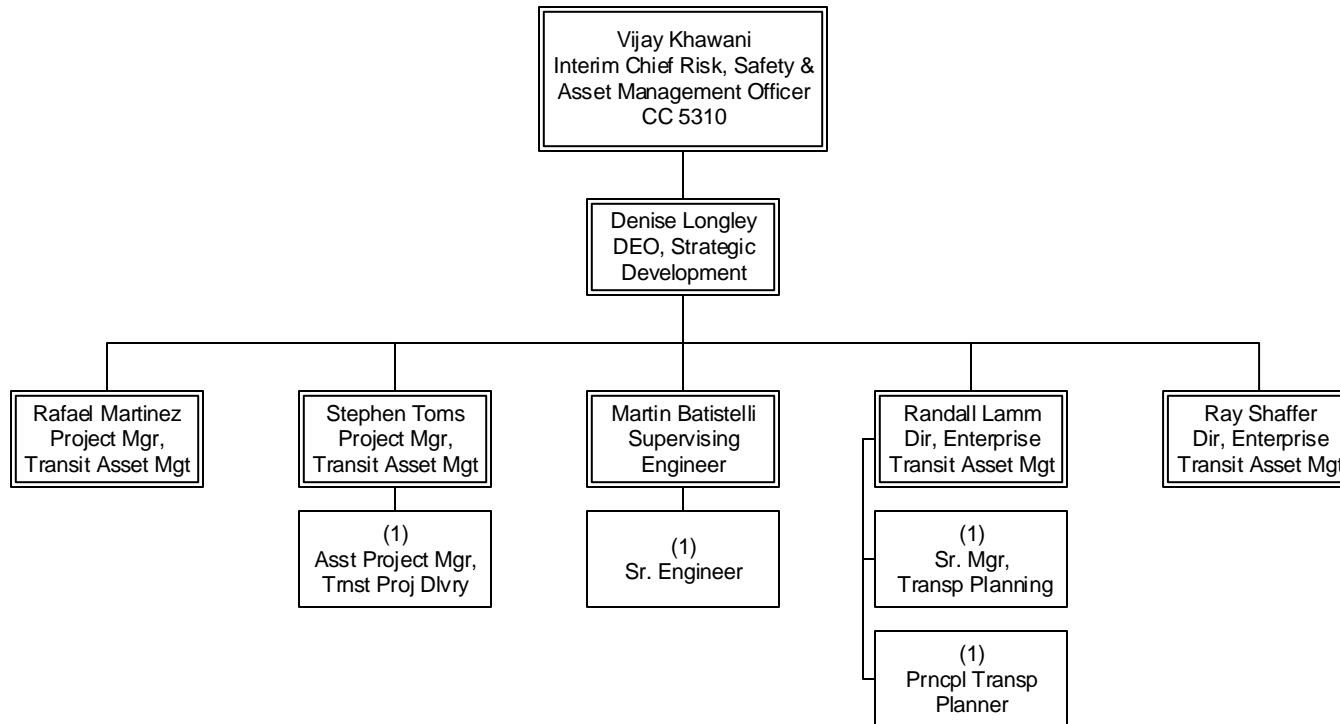 Vijay Khawani
Interim Chief Risk, Safety &
Asset Management Officer
CC 5310
Denise Longley
DEO, Strategic
Development
Rafael Martinez
Project Mgr,
Transit Asset Mgt
Stephen Toms
Project Mgr,
Transit Asset Mgt
Martin Batistelli
Supervising
Engineer
Randall Lamm
Dir, Enterprise
Transit Asset Mgt
Ray Shaffer
Dir, Enterprise
Transit Asset Mgt
(1)
Asst Project Mgr,
Trnst Proj Dlvry
(1)
Sr. Engineer
(1)
Sr. Mgr,
Transp Planning
(1)
Prncpl Transp
Planner